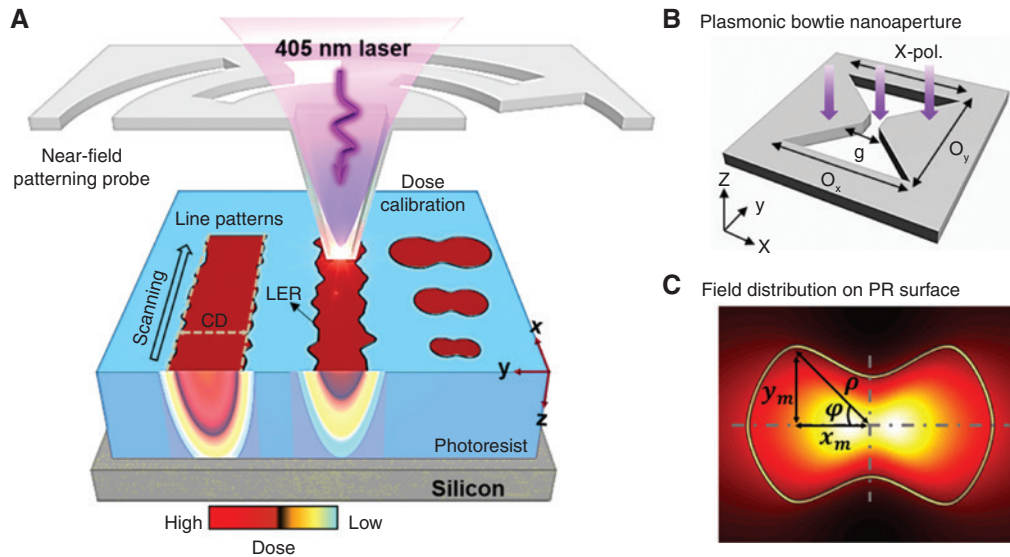 A
405 nm laser
Near-field
patterning probe
Dose
calibration
Line patterns
Scanning
CD
LER
x
y
z
Photoresist
Silicon
High
Low
Dose
B Plasmonic bowtie nanoaperture
X-pol.
g
Oy
Ox
Z
y
X
C Field distribution on PR surface
ρ
ym
φ
xm